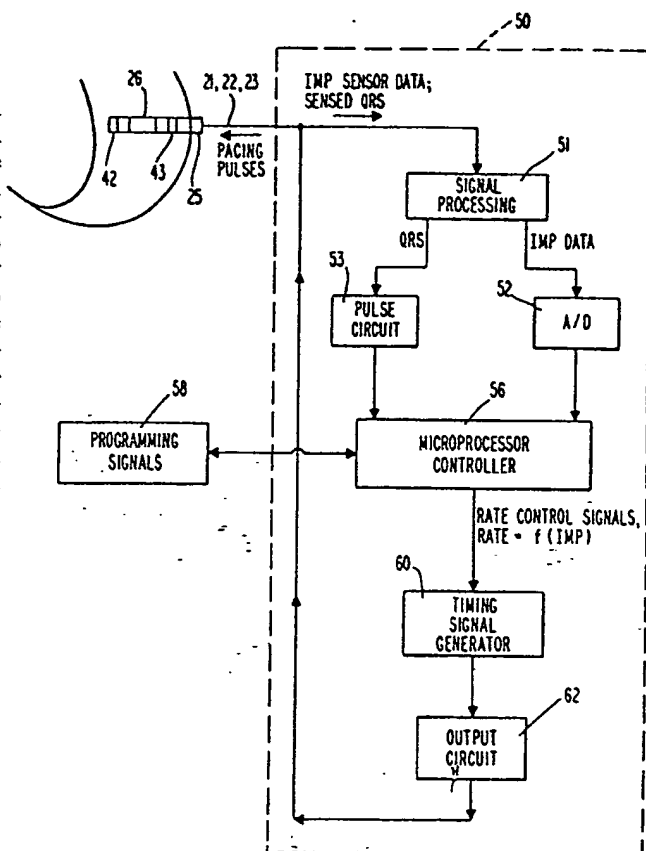 50
26
21, 22, 23
IMP SENSOR DATA;
SENSED QRS
42
43
25
PACING
PULSES
51
SIGNAL
PROCESSING
QRS
IMP DATA
53
PULSE
CIRCUIT
52
A/D
58
PROGRAMMING
SIGNALS
56
MICROPROCESSOR
CONTROLLER
RATE CONTROL SIGNALS,
RATE = f (IMP)
60
TIMING
SIGNAL
GENERATOR
62
OUTPUT
CIRCUIT